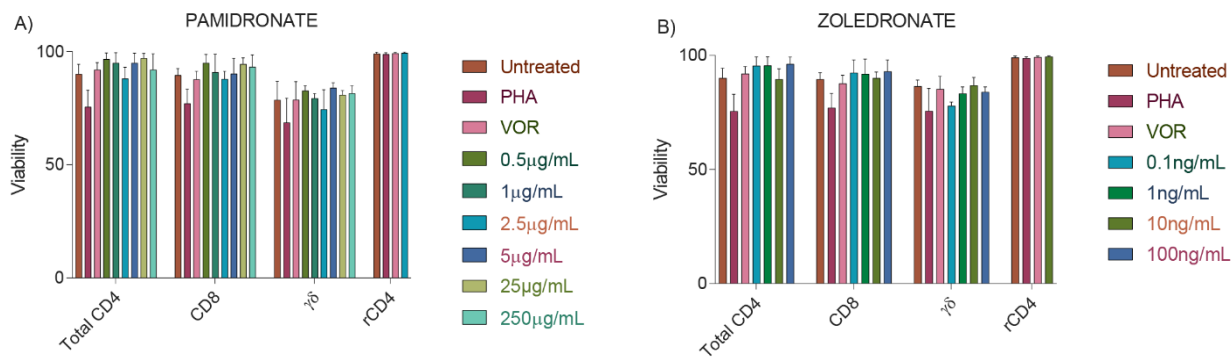 A)
PAMIDRONATE
Viability
100
50
0
Total CD4
CD8
γδ
rCD4
Untreated
PHA
VOR
0.5μg/mL
1μg/mL
2.5μg/mL
5μg/mL
25μg/mL
250μg/mL
B)
ZOLEDRONATE
Viability
100
50
0
Total CD4
CD8
γδ
rCD4
Untreated
PHA
VOR
0.1ng/mL
1ng/mL
10ng/mL
100ng/mL